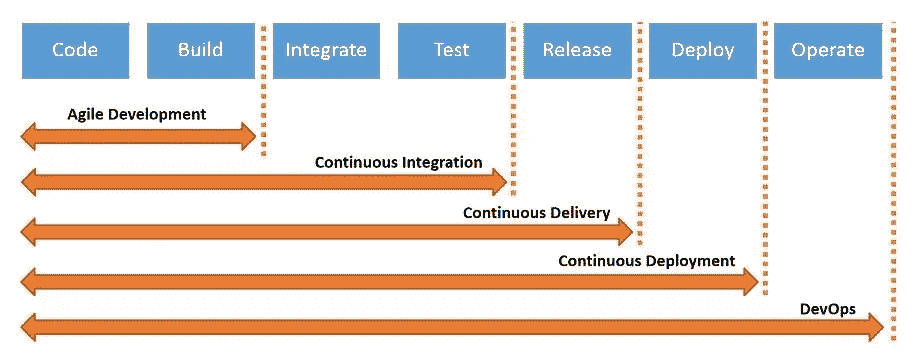 Code
Build
Integrate
Test
Release
Deploy
Operate
Agile Development
Continuous Integration
Continuous Delivery
Continuous Deployment
DevOps